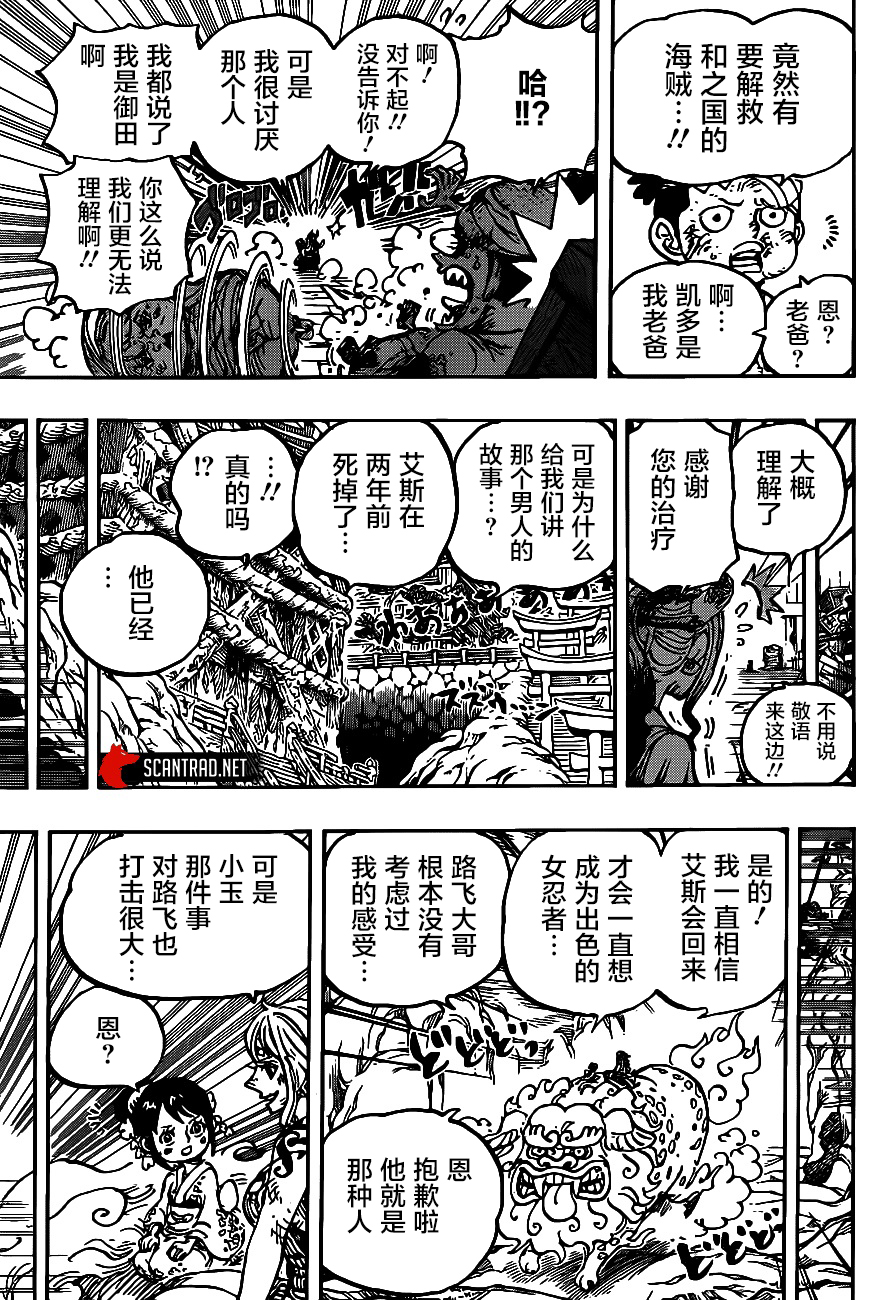 竟然有
要解救
和之国的
海贼…!!
恩?
老爸?
啊…
凯多是
我老爸
哈
!!?
啊!
对不起!!
没告诉你!
可是
我很讨厌
那个人
我都说了
我是御田
啊
你这么说
我们更无法
理解啊!!
大概
理解了
感谢
您的治疗
不用说
敬语
来这边!!
可是为什么
给我们讲
那个男人的
故事…?
艾斯在
两年前
死掉了…
…!!
真的吗
!?
他已经
…
わあああ
SCANTRAD.NET
是的!
我一直相信
艾斯会回来
才会一直想
成为出色的
女忍者…
路飞大哥
根本没有
考虑过
我的感受…
恩
抱歉啦
他就是
那种人
どどどど
可是
小玉
那件事
对路飞也
打击很大…
恩?